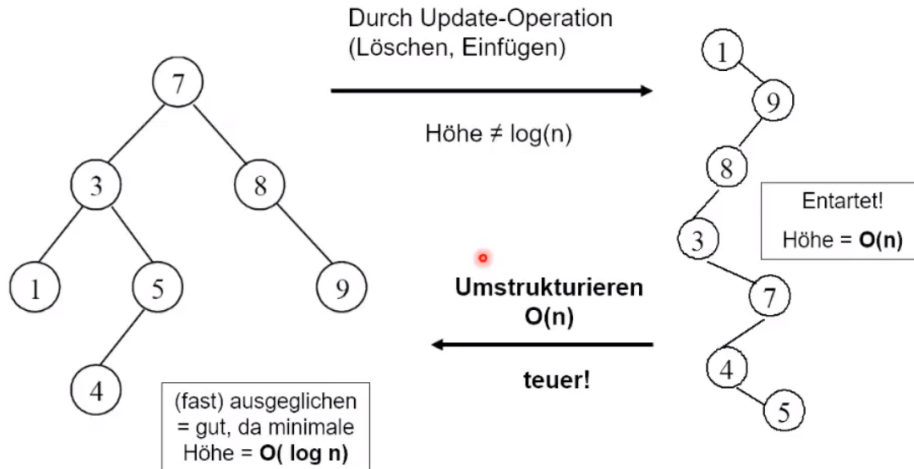 Durch Update-Operation
(Löschen, Einfügen)
Höhe ≠ log(n)
7
3
8
1
5
9
4
(fast) ausgeglichen
= gut, da minimale
Höhe = O( log n)
Umstrukturieren
O(n)
teuer!
1
9
8
3
7
4
5
Entartet!
Höhe = O(n)